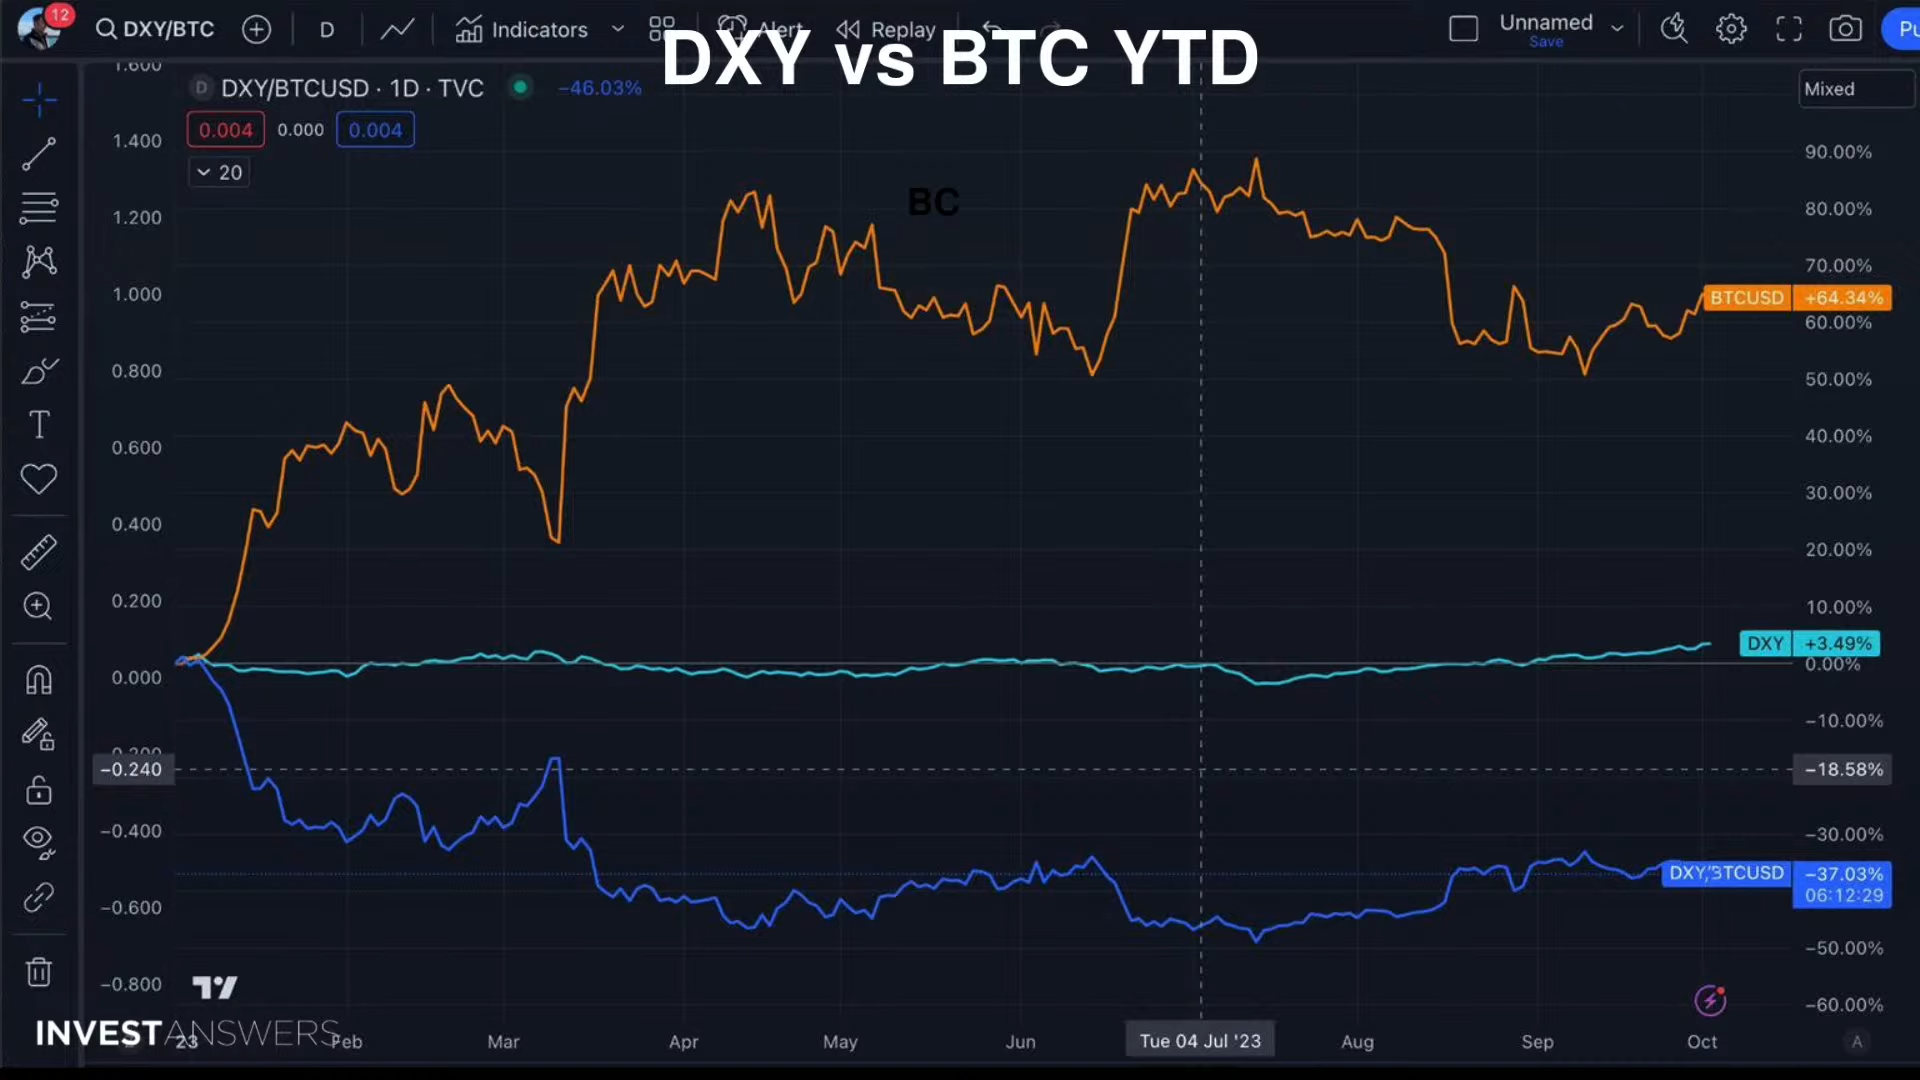 12
DXY/BTC
D
Indicators
Alert
Replay
Unnamed
Save
DXY vs BTC YTD
D DXY/BTCUSD · 1D · TVC
−46.03%
Mixed
0.004
0.000
0.004
20
BC
1.600
1.400
1.200
1.000
0.800
0.600
0.400
0.200
0.000
−0.240
−0.400
−0.600
−0.800
90.00%
80.00%
70.00%
BTCUSD +64.34%
60.00%
50.00%
40.00%
30.00%
20.00%
10.00%
DXY +3.49%
0.00%
−10.00%
−18.58%
−30.00%
DXY/BTCUSD −37.03%
06:12:29
−50.00%
−60.00%
INVESTANSWERS
23
Feb
Mar
Apr
May
Jun
Tue 04 Jul '23
Aug
Sep
Oct
A